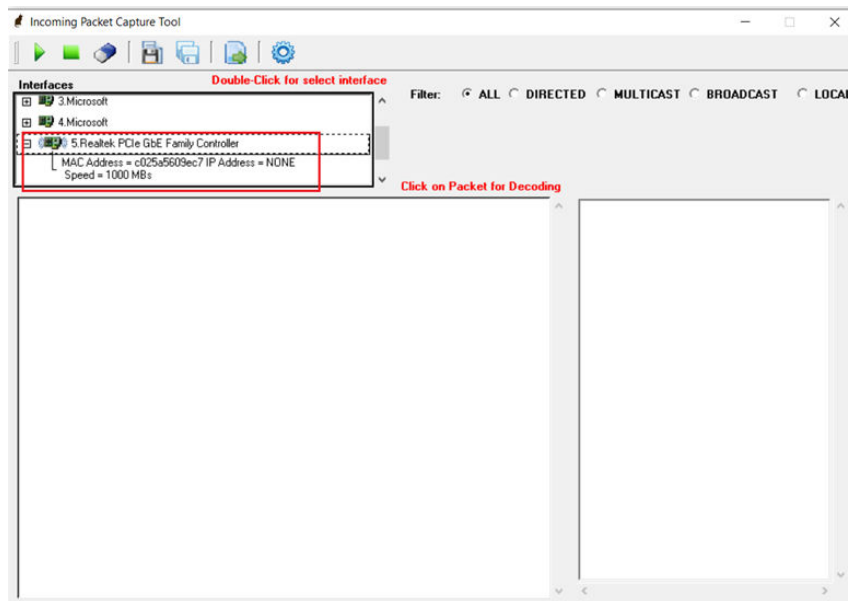 Incoming Packet Capture Tool
Interfaces
Double-Click for select interface
3.Microsoft
4.Microsoft
5.Realtek PCIe GbE Family Controller
MAC Address = c025a5609ec7 IP Address = NONE
Speed = 1000 MBs
Filter: ALL DIRECTED MULTICAST BROADCAST LOCA
Click on Packet for Decoding